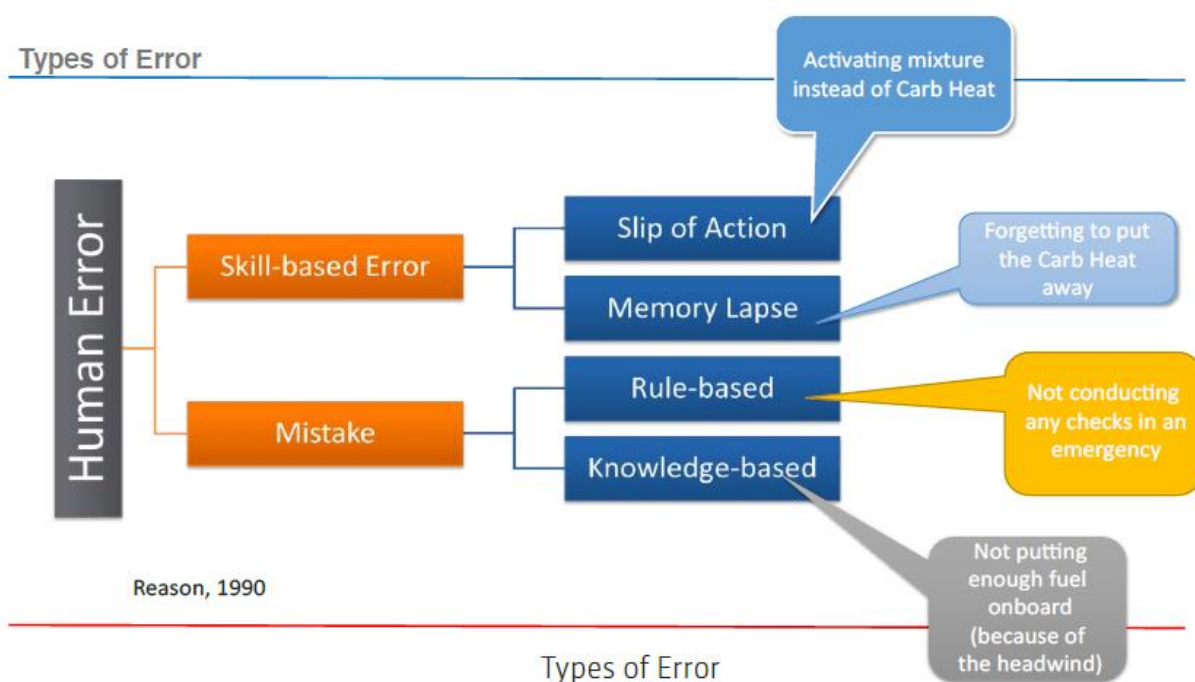 Types of Error
Activating mixture
instead of Carb Heat
Human Error
Skill-based Error
Slip of Action
Memory Lapse
Forgetting to put
the Carb Heat
away
Mistake
Rule-based
Knowledge-based
Not conducting
any checks in an
emergency
Not putting
enough fuel
onboard
(because of
the headwind)
Reason, 1990
Types of Error